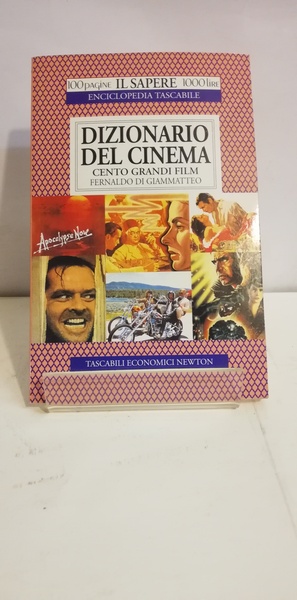 100 pagine IL SAPERE 1000 lire
ENCICLOPEDIA TASCABILE
DIZIONARIO
DEL CINEMA
CENTO GRANDI FILM
FERNALDO DI GIAMMATTEO
Apocalypse Now
TASCABILI ECONOMICI NEWTON